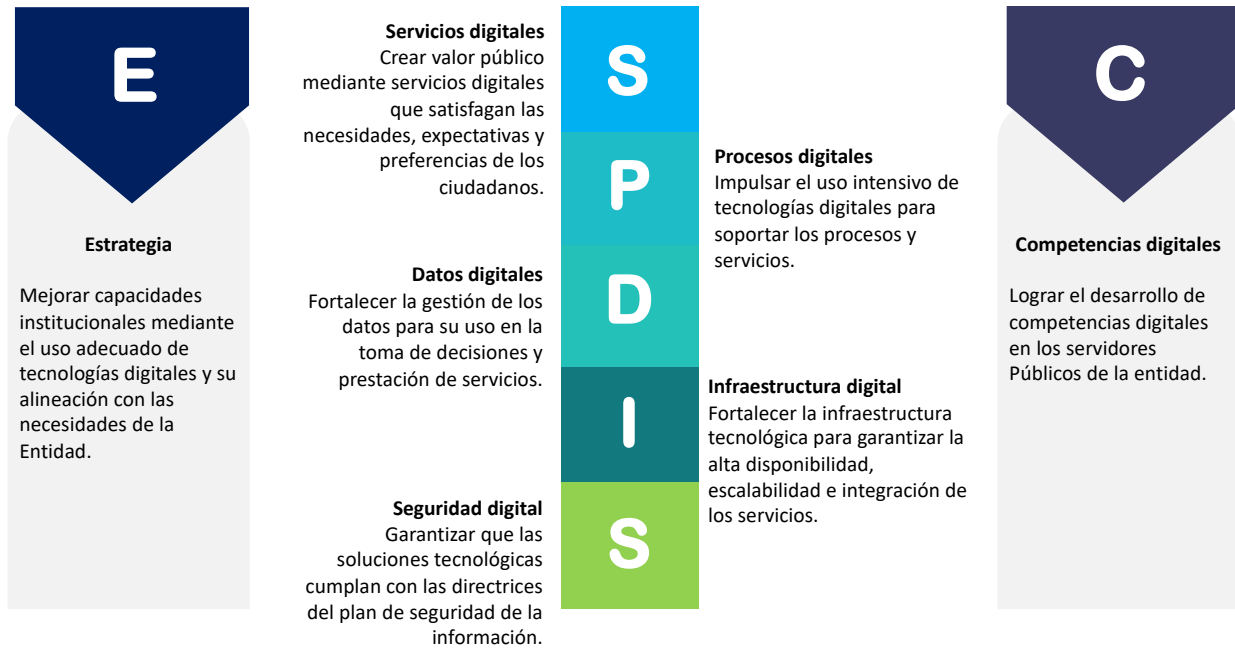 E
Estrategia
Mejorar capacidades
institucionales mediante
el uso adecuado de
tecnologías digitales y su
alineación con las
necesidades de la
Entidad.
Servicios digitales
Crear valor público
mediante servicios digitales
que satisfagan las
necesidades, expectativas y
preferencias de los
ciudadanos.
S
P
Procesos digitales
Impulsar el uso intensivo de
tecnologías digitales para
soportar los procesos y
servicios.
Datos digitales
Fortalecer la gestión de los
datos para su uso en la
toma de decisiones y
prestación de servicios.
D
I
Infraestructura digital
Fortalecer la infraestructura
tecnológica para garantizar la
alta disponibilidad,
escalabilidad e integración de
los servicios.
Seguridad digital
Garantizar que las
soluciones tecnológicas
cumplan con las directrices
del plan de seguridad de la
información.
S
C
Competencias digitales
Lograr el desarrollo de
competencias digitales
en los servidores
Públicos de la entidad.